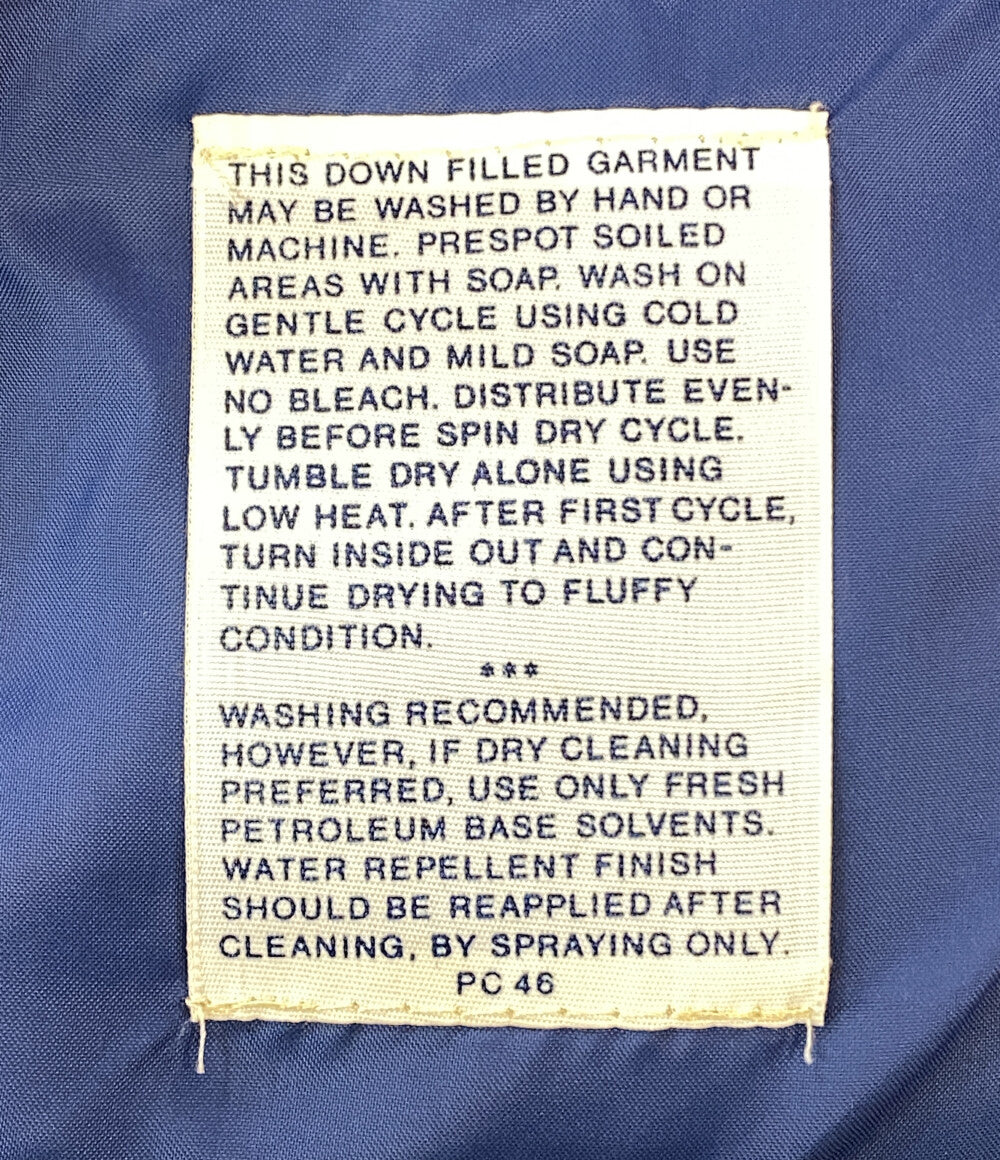 THIS DOWN FILLED GARMENT
MAY BE WASHED BY HAND OR
MACHINE. PRESPOT SOILED
AREAS WITH SOAP. WASH ON
GENTLE CYCLE USING COLD
WATER AND MILD SOAP. USE
NO BLEACH. DISTRIBUTE EVEN-
LY BEFORE SPIN DRY CYCLE.
TUMBLE DRY ALONE USING
LOW HEAT. AFTER FIRST CYCLE,
TURN INSIDE OUT AND CON-
TINUE DRYING TO FLUFFY
CONDITION.
***
WASHING RECOMMENDED,
HOWEVER, IF DRY CLEANING
PREFERRED, USE ONLY FRESH
PETROLEUM BASE SOLVENTS.
WATER REPELLENT FINISH
SHOULD BE REAPPLIED AFTER
CLEANING, BY SPRAYING ONLY.
PC 46